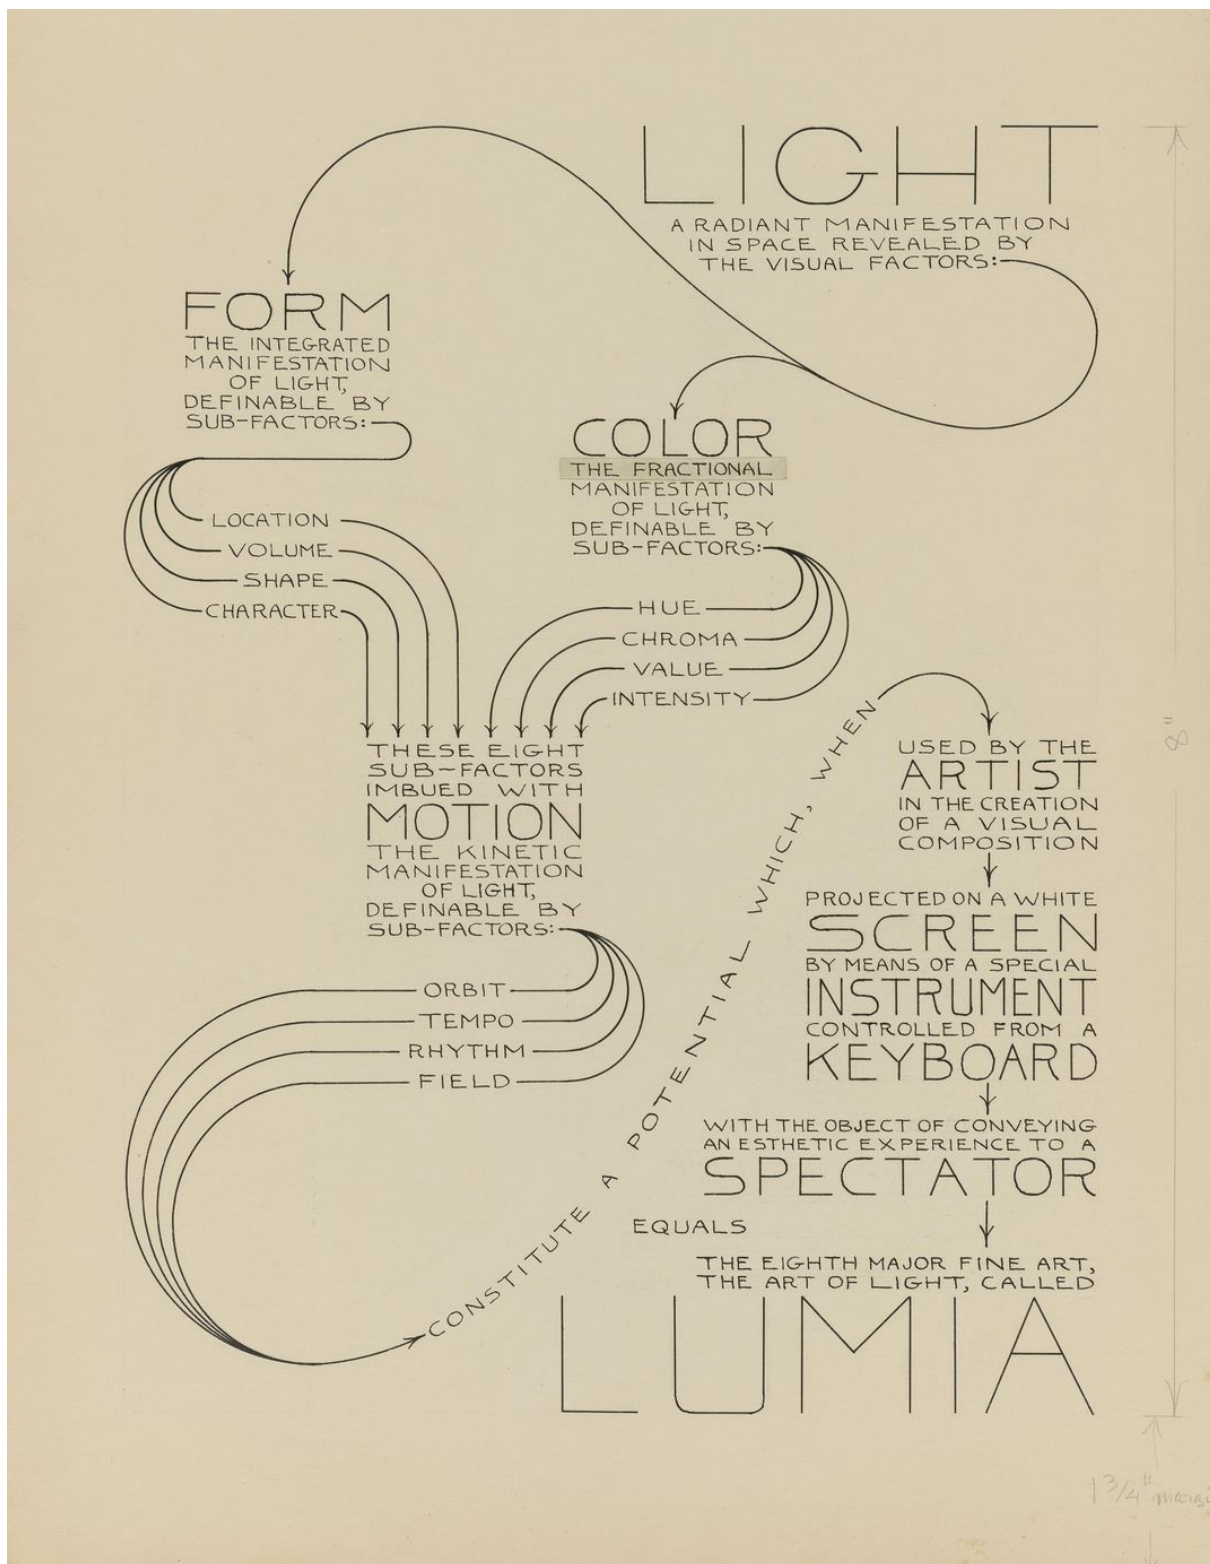 LIGHT
A RADIANT MANIFESTATION
IN SPACE REVEALED BY
THE VISUAL FACTORS:
FORM
THE INTEGRATED
MANIFESTATION
OF LIGHT,
DEFINABLE BY
SUB-FACTORS:
LOCATION
VOLUME
SHAPE
CHARACTER
COLOR
THE FRACTIONAL
MANIFESTATION
OF LIGHT,
DEFINABLE BY
SUB-FACTORS:
HUE
CHROMA
VALUE
INTENSITY
THESE EIGHT
SUB-FACTORS
IMBUED WITH
MOTION
THE KINETIC
MANIFESTATION
OF LIGHT,
DEFINABLE BY
SUB-FACTORS:
ORBIT
TEMPO
RHYTHM
FIELD
CONSTITUTE A POTENTIAL WHICH, WHEN
USED BY THE
ARTIST
IN THE CREATION
OF A VISUAL
COMPOSITION
PROJECTED ON A WHITE
SCREEN
BY MEANS OF A SPECIAL
INSTRUMENT
CONTROLLED FROM A
KEYBOARD
WITH THE OBJECT OF CONVEYING
AN ESTHETIC EXPERIENCE TO A
SPECTATOR
EQUALS
THE EIGHTH MAJOR FINE ART,
THE ART OF LIGHT, CALLED
LUMIA
8"
1 3/4"